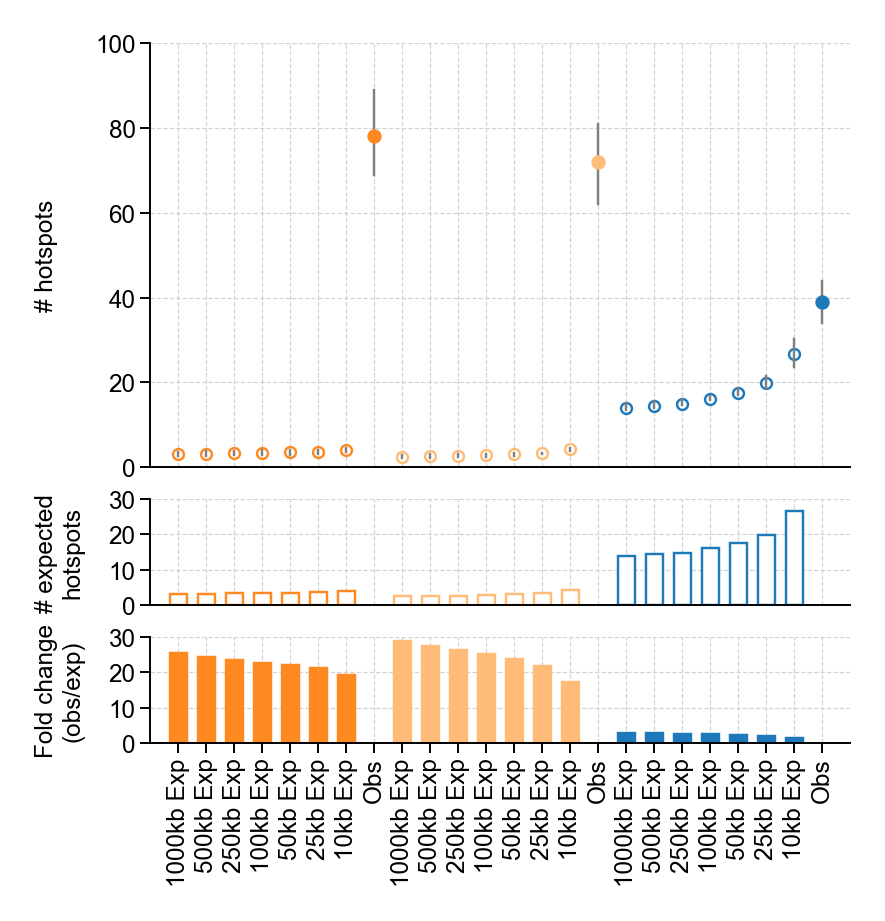 100
80
60
40
20
0
# hotspots
30
20
10
0
# expected
hotspots
30
20
10
0
Fold change
(obs/exp)
1000kb Exp
500kb Exp
250kb Exp
100kb Exp
50kb Exp
25kb Exp
10kb Exp
Obs
1000kb Exp
500kb Exp
250kb Exp
100kb Exp
50kb Exp
25kb Exp
10kb Exp
Obs
1000kb Exp
500kb Exp
250kb Exp
100kb Exp
50kb Exp
25kb Exp
10kb Exp
Obs